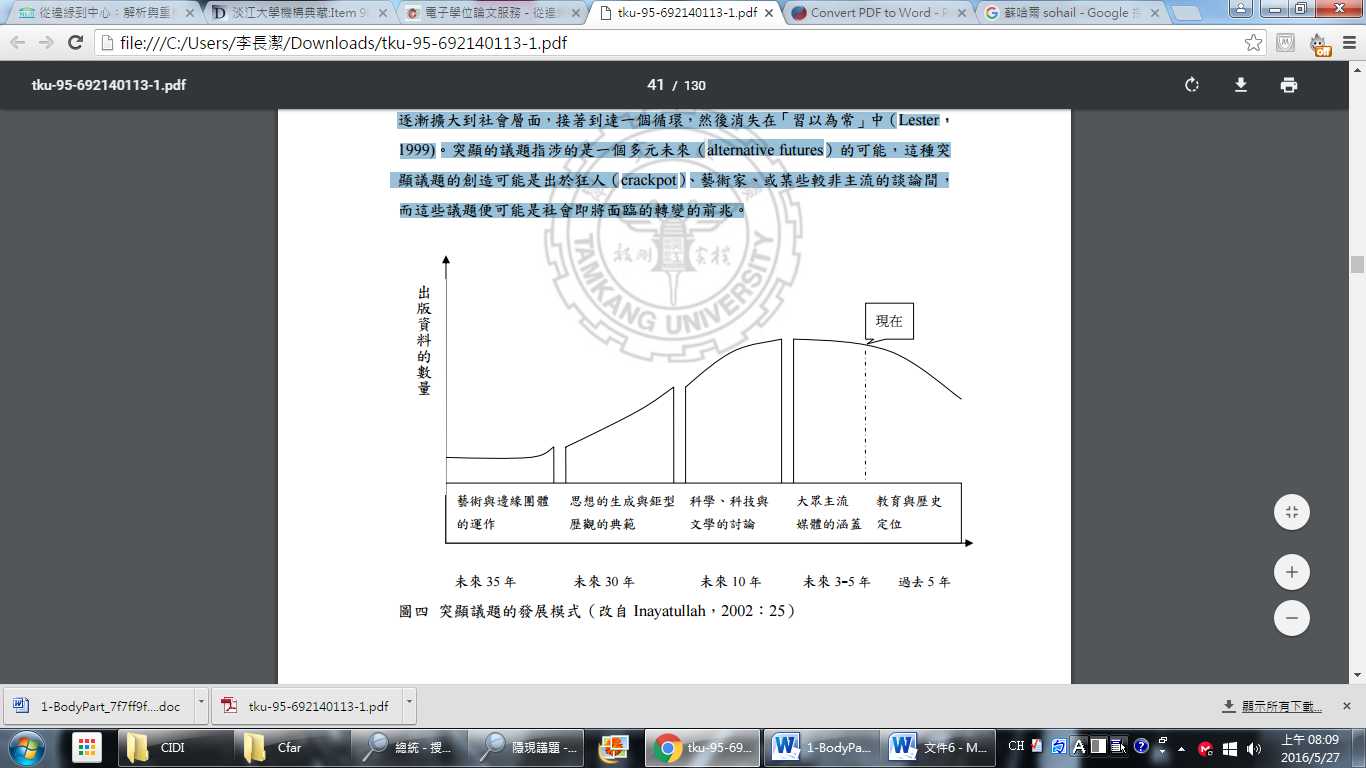 從邊緣到中心：解析與重
淡江大學機構典藏:Item 98
電子學位論文服務 - 從邊緣
tku-95-692140113-1.pdf
Convert PDF to Word - P
蘇哈爾 sohail - Google 搜
file:///C:/Users/李長潔/Downloads/tku-95-692140113-1.pdf
off
tku-95-692140113-1.pdf
41 / 130
逐漸擴大到社會層面，接著到達一個循環，然後消失在「習以為常」中（Lester，
1999)。突顯的議題指涉的是一個多元未來（alternative futures）的可能，這種突
顯議題的創造可能是出於狂人（crackpot）、藝術家、或某些較非主流的談論間，
而這些議題便可能是社會即將面臨的轉變的前兆。
TAMKANG UNIVERSITY
出版資料的數量
現在
藝術與邊緣團體
的運作
思想的生成與鉅型
歷觀的典範
科學、科技與
文學的討論
大眾主流
媒體的涵蓋
教育與歷史
定位
未來 35 年
未來 30 年
未來 10 年
未來 3-5 年
過去 5 年
圖四 突顯議題的發展模式（改自 Inayatullah，2002：25）
1-BodyPart_7f7ff9f....doc
tku-95-692140113-1.pdf
顯示所有下載...
CIDI
Cfar
總統 - 搜...
隱現議題 -...
tku-95-69...
1-BodyPa...
文件6 - M...
CH
上午 08:09
2016/5/27